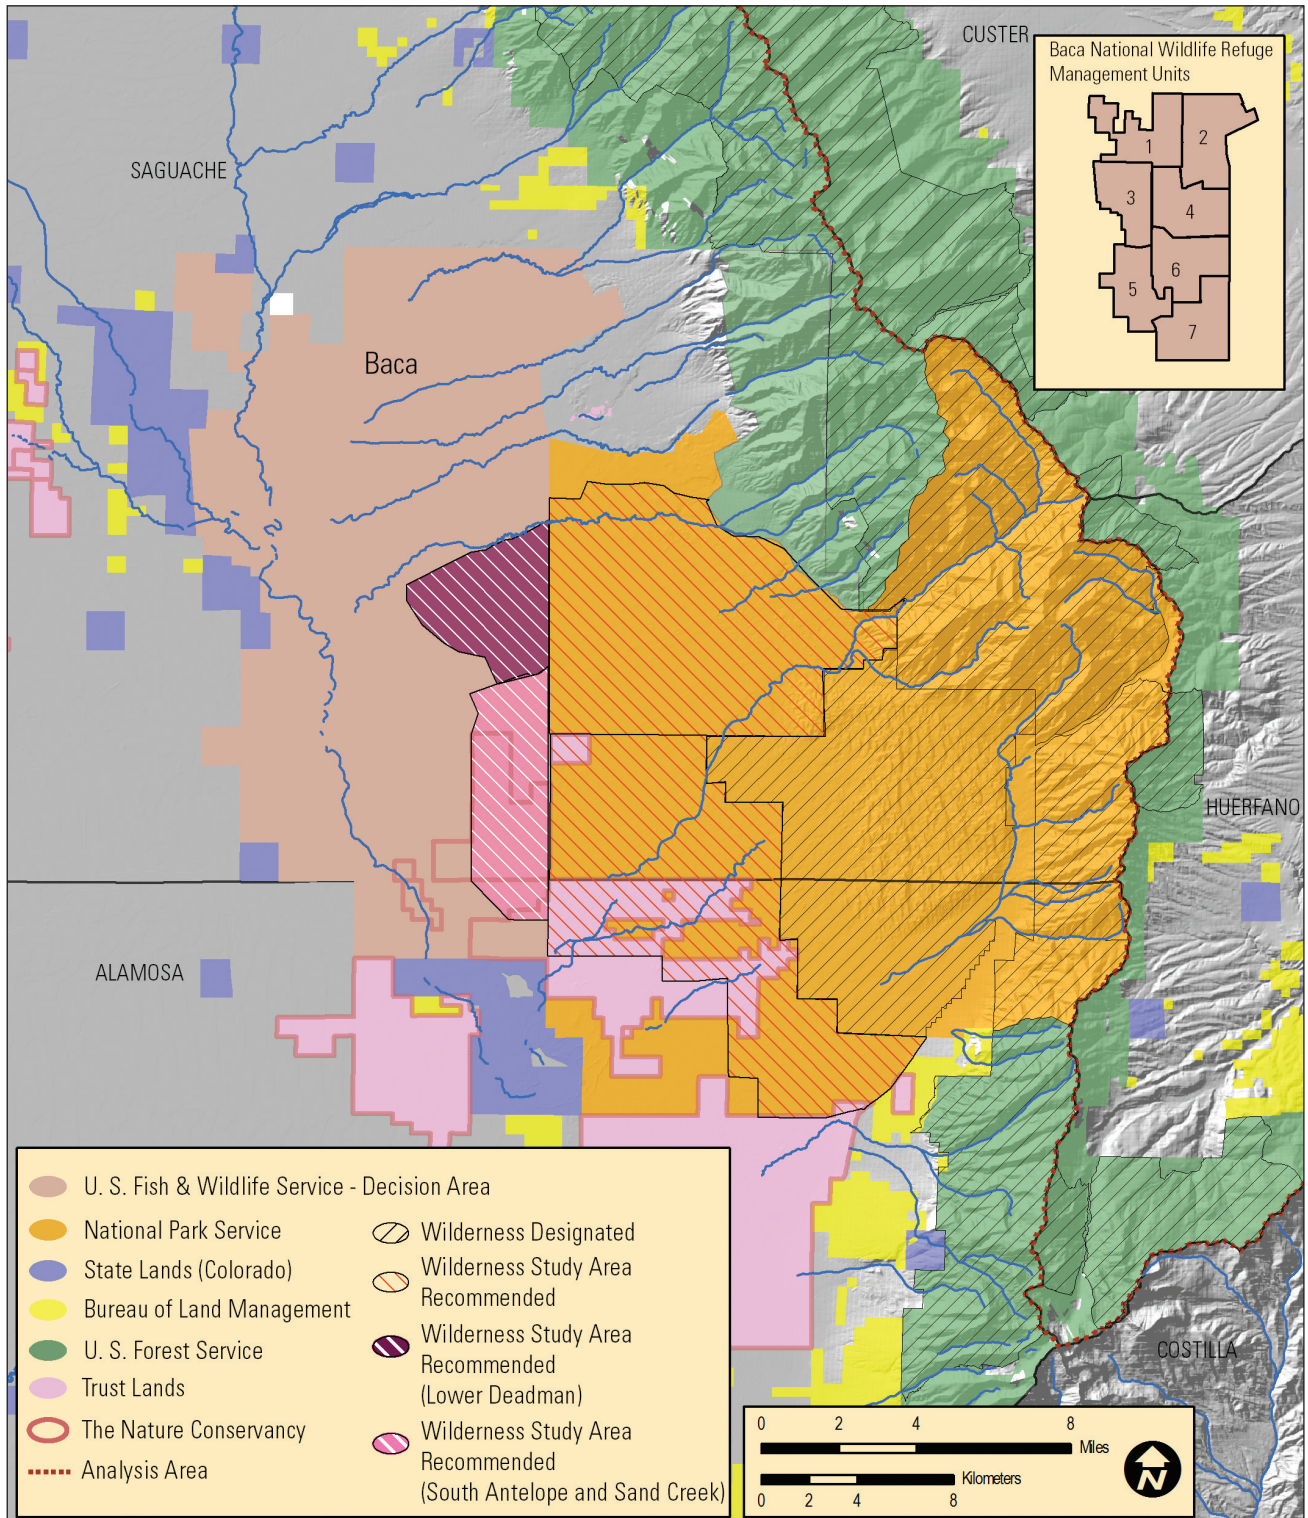 CUSTER
Baca National Wildlife Refuge
Management Units
1
2
3
4
5
6
7
SAGUACHE
Baca
HUERFANO
ALAMOSA
COSTILLA
U. S. Fish & Wildlife Service - Decision Area
National Park Service
State Lands (Colorado)
Bureau of Land Management
U. S. Forest Service
Trust Lands
The Nature Conservancy
Analysis Area
Wilderness Designated
Wilderness Study Area
Recommended
Wilderness Study Area
Recommended
(Lower Deadman)
Wilderness Study Area
Recommended
(South Antelope and Sand Creek)
0 2 4 8
Miles
Kilometers
0 2 4 8
N